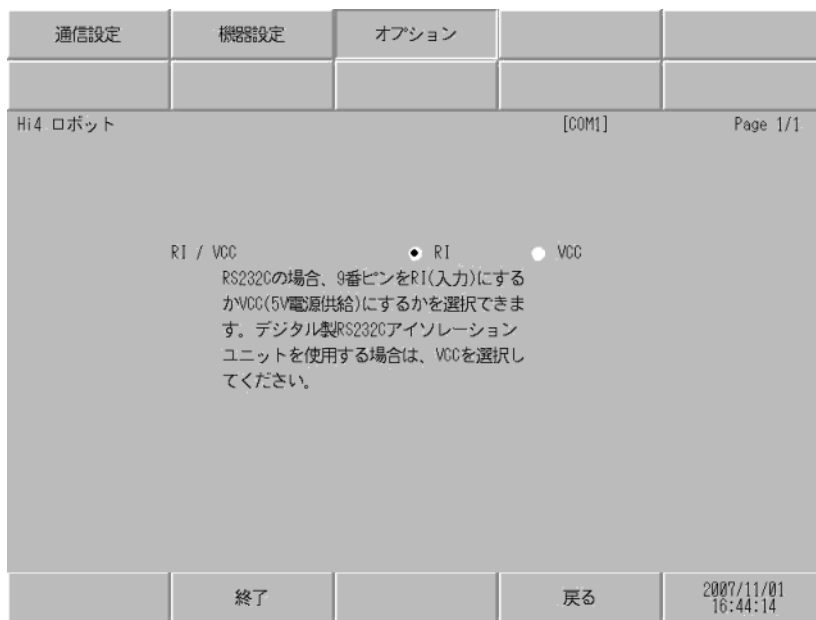 通信設定 機器設定 オプション
Hi4 ロボット [COM1] Page 1/1
RI / VCC RI VCC
RS232Cの場合、9番ピンをRI(入力)にする
かVCC(5V電源供給)にするかを選択できま
す。デジタル製RS232Cアイソレーション
ユニットを使用する場合は、VCCを選択し
てください。
終了 戻る 2007/11/01
16:44:14